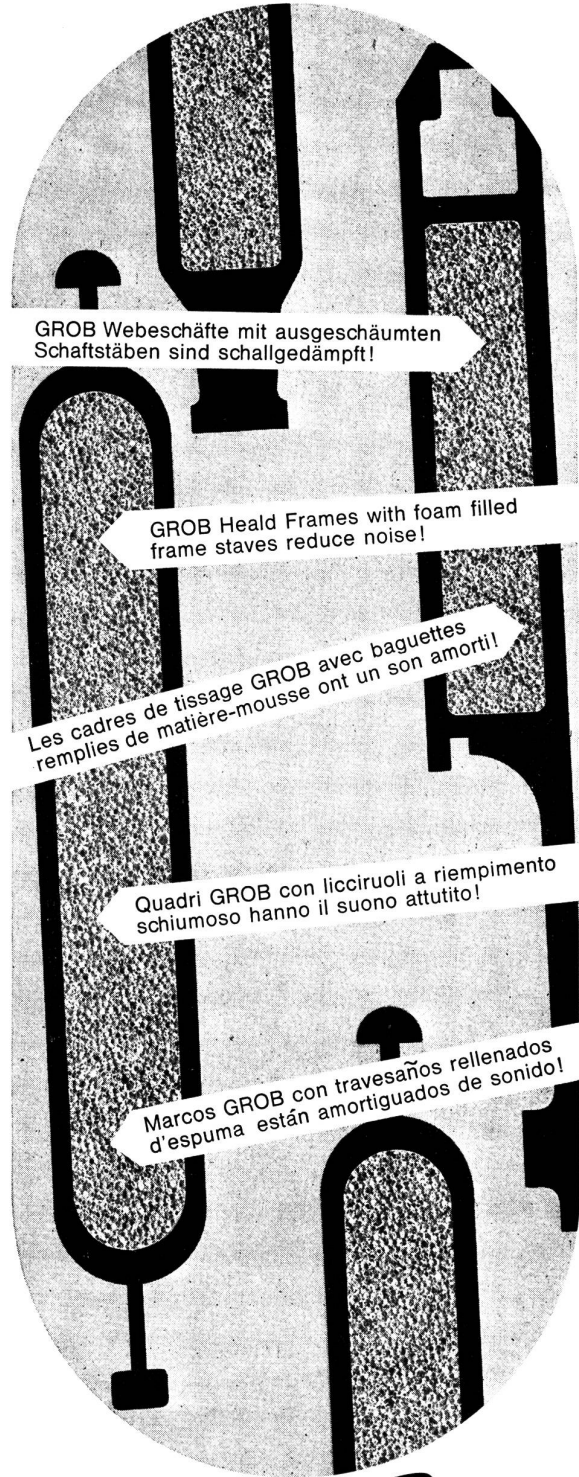 GROB Webeschäfte mit ausgeschäumten
Schaftstäben sind schallgedämpft!
GROB Heald Frames with foam filled
frame staves reduce noise!
Les cadres de tissage GROB avec baguettes
remplies de matière-mousse ont un son amorti!
Quadri GROB con licciruoli a riempimento
schiumoso hanno il suono attutito!
Marcos GROB con travesaños rellenados
d'espuma están amortiguados de sonido!